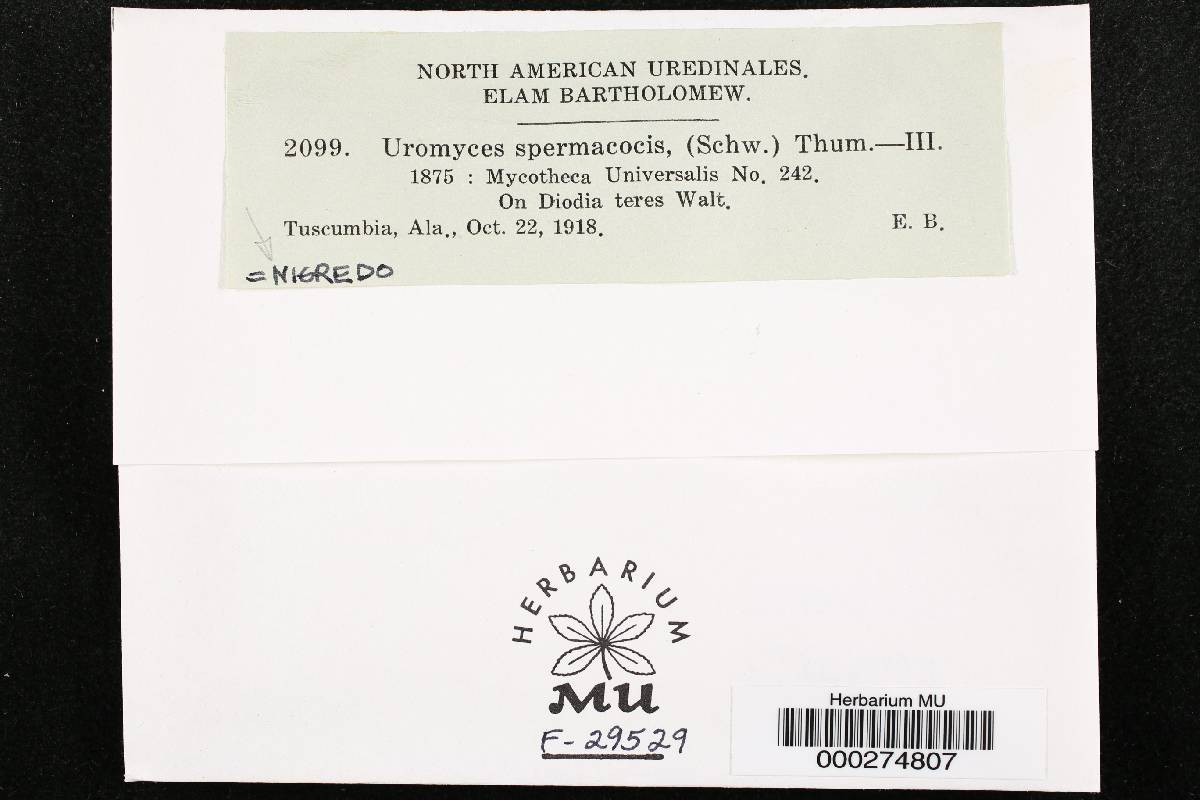 NORTH AMERICAN UREDINALES.
ELAM BARTHOLOMEW.
2099. Uromyces spermacocis, (Schw.) Thum.—III.
1875 : Mycotheca Universalis No. 242.
On Diodia teres Walt.
Tuscumbia, Ala., Oct. 22, 1918. E. B.
=NIGREDO
HERBARIUM
MU
F-29529
Herbarium MU
000274807